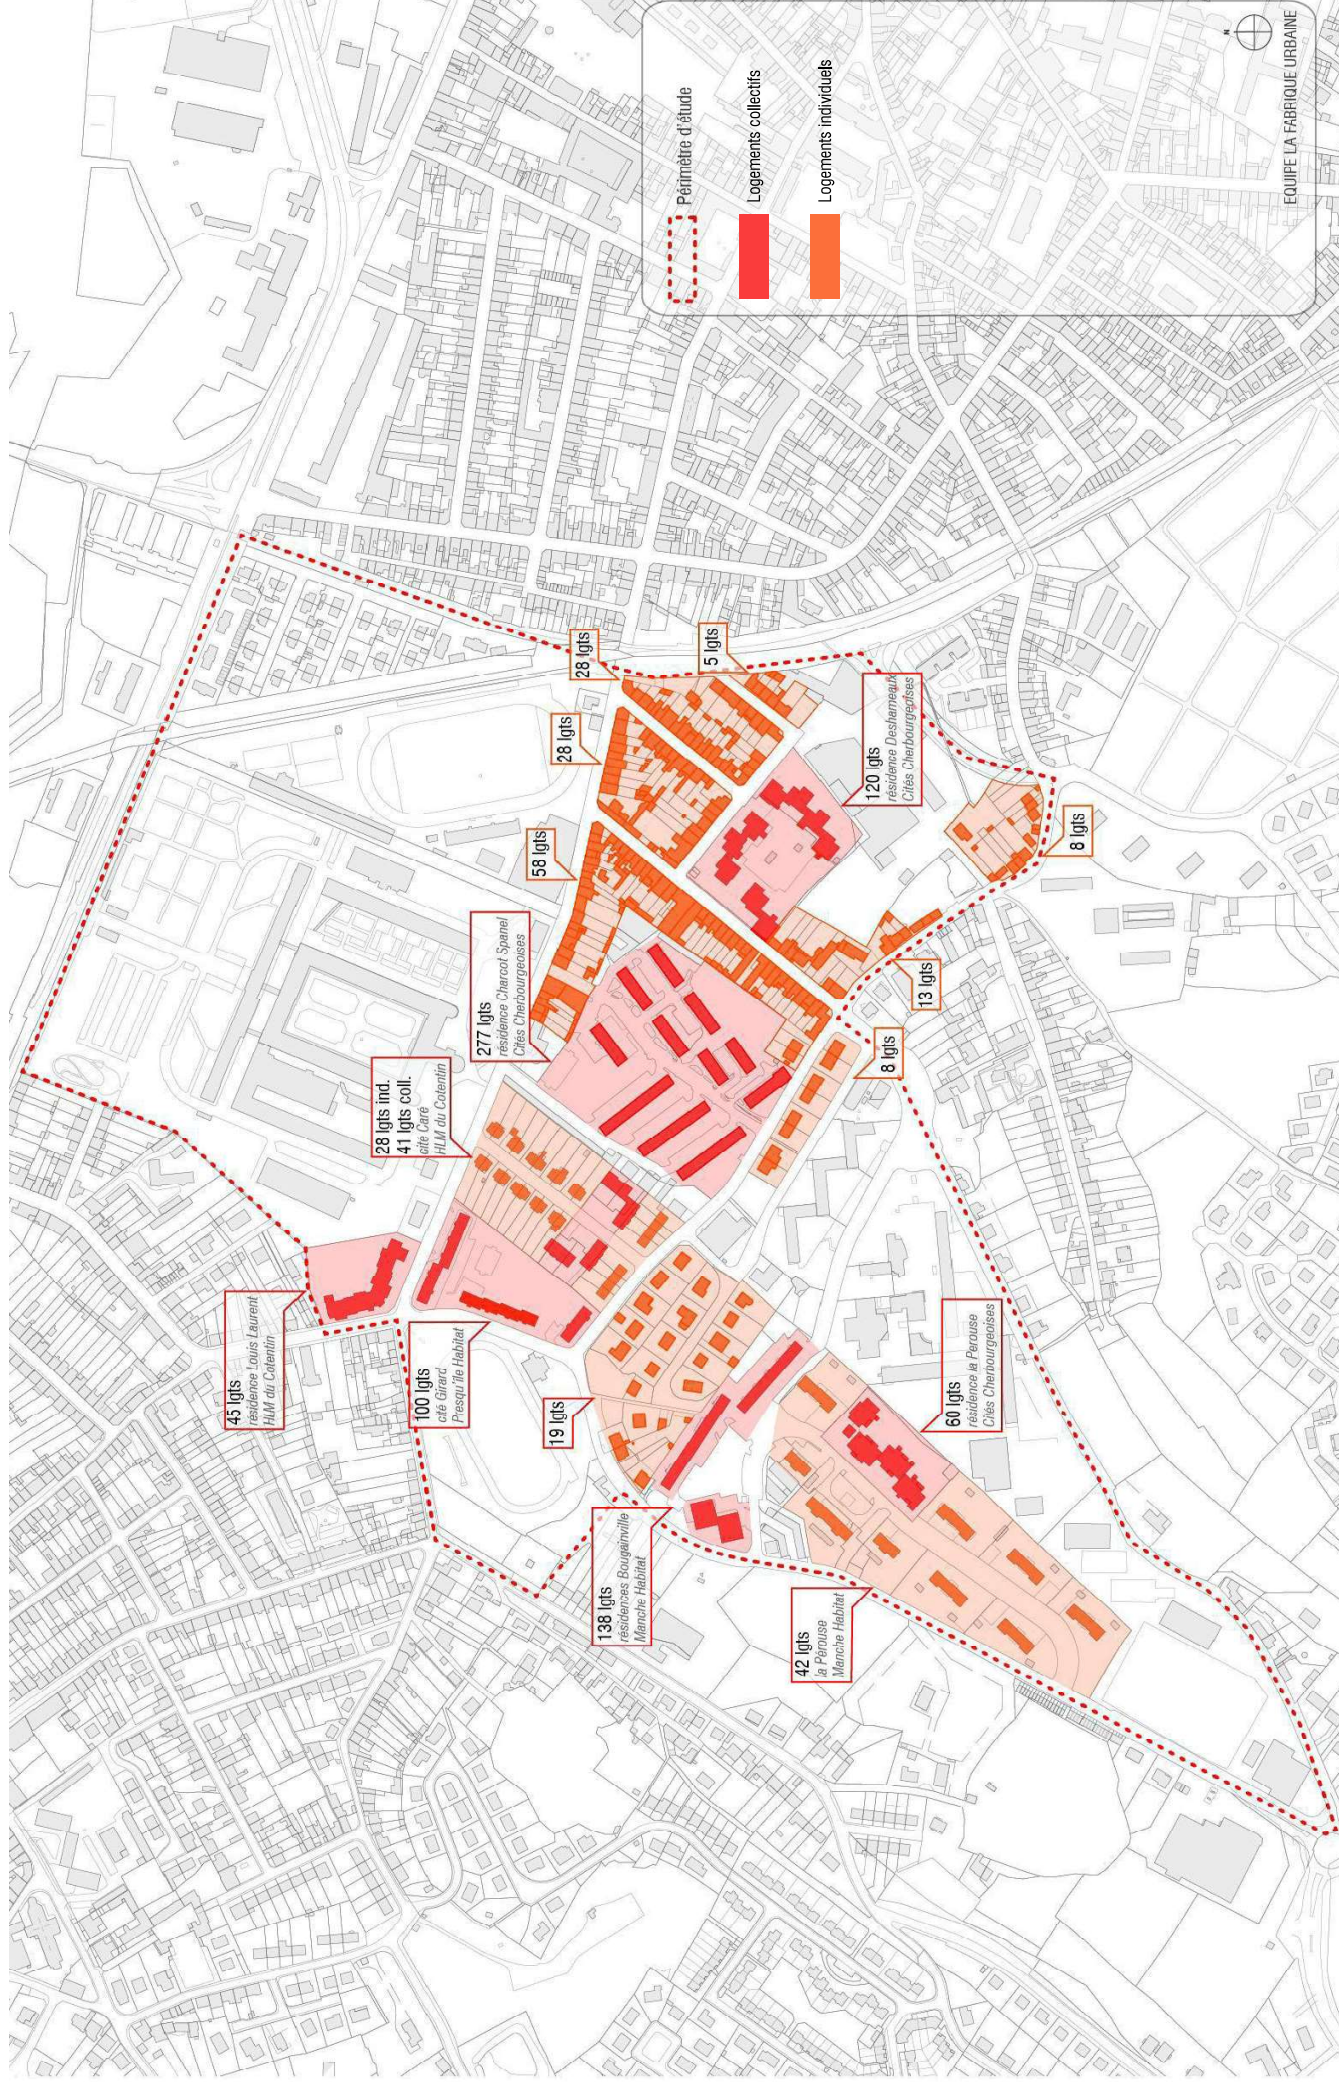 45 lgts
résidence Louis Laurent
HLM du Cotentin
100 lgts
cité Girard
Presqu'île Habitat
28 lgts ind.
41 lgts coll.
cité Caré
HLM du Cotentin
277 lgts
résidence Charcot Spanel
Cités Cherbourgeoises
58 lgts
28 lgts
28 lgts
5 lgts
120 lgts
résidence Deshameaux
Cités Cherbourgeoises
8 lgts
13 lgts
8 lgts
19 lgts
138 lgts
résidences Bougainville
Manche Habitat
42 lgts
la Pérouse
Manche Habitat
60 lgts
résidence la Perouse
Cités Cherbourgeoises
Périmètre d'étude
Logements collectifs
Logements individuels
N
EQUIPE LA FABRIQUE URBAINE